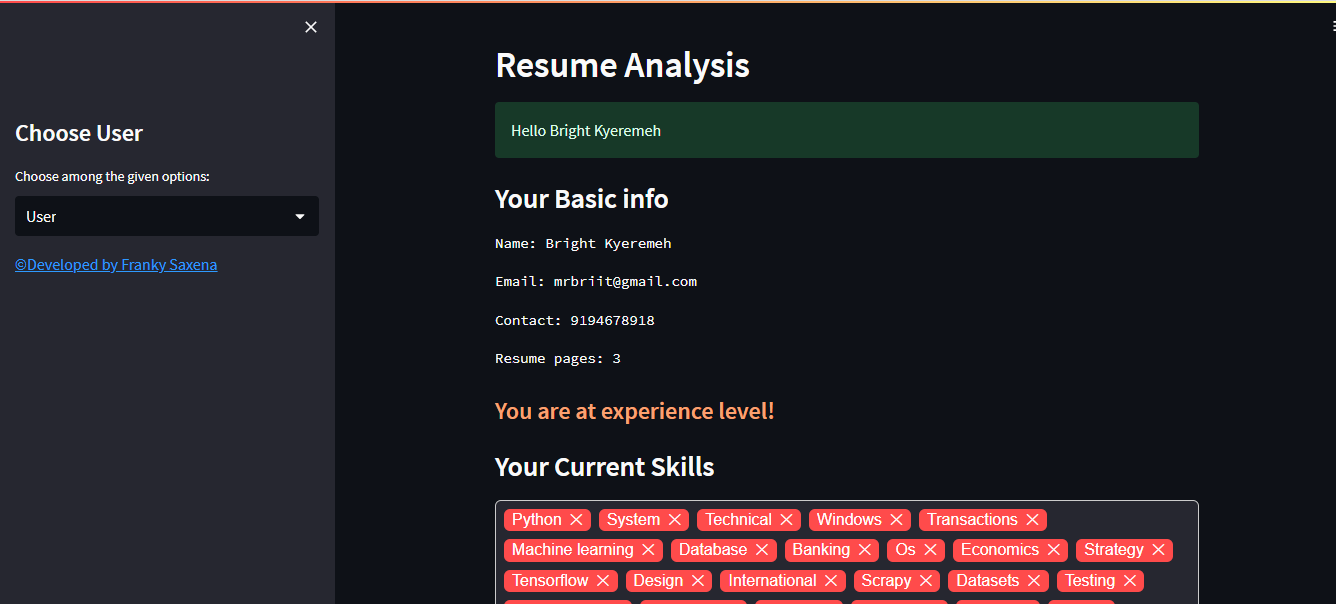 Choose User
Choose among the given options:
User
©Developed by Franky Saxena
Resume Analysis
Hello Bright Kyeremeh
Your Basic info
Name: Bright Kyeremeh
Email: mrbriit@gmail.com
Contact: 9194678918
Resume pages: 3
You are at experience level!
Your Current Skills
Python System Technical Windows Transactions
Machine learning Database Banking Os Economics Strategy
Tensorflow Design International Scrapy Datasets Testing